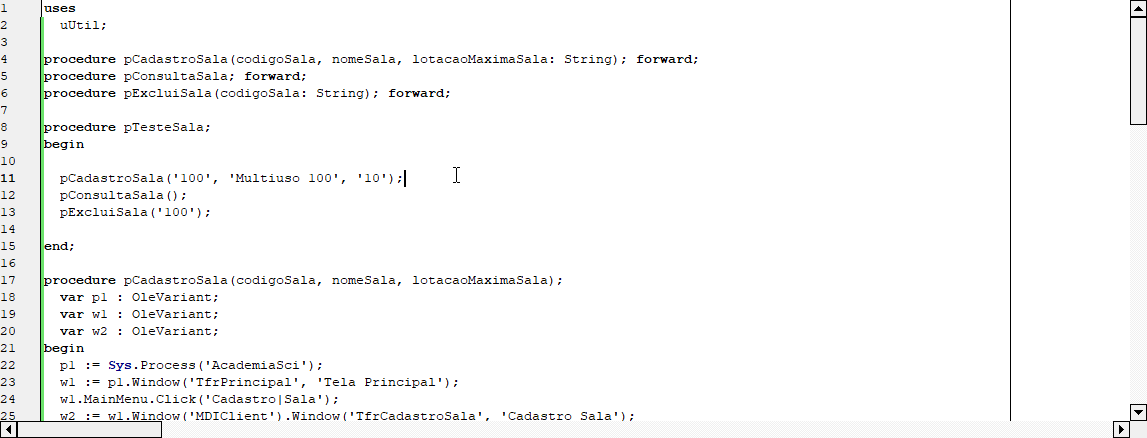 1 uses
2 uUtil;
3
4 procedure pCadastroSala(codigoSala, nomeSala, lotacaoMaximaSala: String); forward;
5 procedure pConsultaSala; forward;
6 procedure pExcluiSala(codigoSala: String); forward;
7
8 procedure pTesteSala;
9 begin
10
11 pCadastroSala('100', 'Multiuso 100', '10');
12 pConsultaSala();
13 pExcluiSala('100');
14
15 end;
16
17 procedure pCadastroSala(codigoSala, nomeSala, lotacaoMaximaSala);
18 var p1 : OleVariant;
19 var w1 : OleVariant;
20 var w2 : OleVariant;
21 begin
22 p1 := Sys.Process('AcademiaSci');
23 w1 := p1.Window('TfrPrincipal', 'Tela Principal');
24 w1.MainMenu.Click('Cadastro|Sala');
25 w2 := w1.Window('MDIClient').Window('TfrCadastroSala', 'Cadastro Sala');